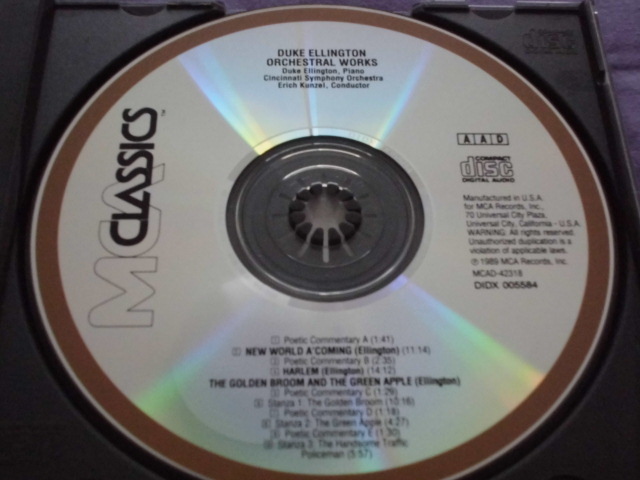 DUKE ELLINGTON
ORCHESTRAL WORKS
Duke Ellington, Piano
Cincinnati Symphony Orchestra
Erich Kunzel, Conductor
MCA CLASSICS™
AAD
COMPACT
disc
DIGITAL AUDIO
Manufactured in U.S.A.
for MCA Records, Inc.,
70 Universal City Plaza,
Universal City, California - U.S.A.
WARNING: All rights reserved.
Unauthorized duplication is a
violation of applicable laws.
℗ 1989 MCA Records, Inc.
MCAD-42318
DIDX 005584
1 Poetic Commentary A (1:41)
2 NEW WORLD A'COMING (Ellington) (11:14)
3 Poetic Commentary B (2:35)
4 HARLEM (Ellington) (14:12)
THE GOLDEN BROOM AND THE GREEN APPLE (Ellington)
5 Poetic Commentary C (1:29)
6 Stanza 1: The Golden Broom (10:16)
7 Poetic Commentary D (1:18)
8 Stanza 2: The Green Apple (4:27)
9 Poetic Commentary E (1:30)
10 Stanza 3: The Handsome Traffic
Policeman (3:57)